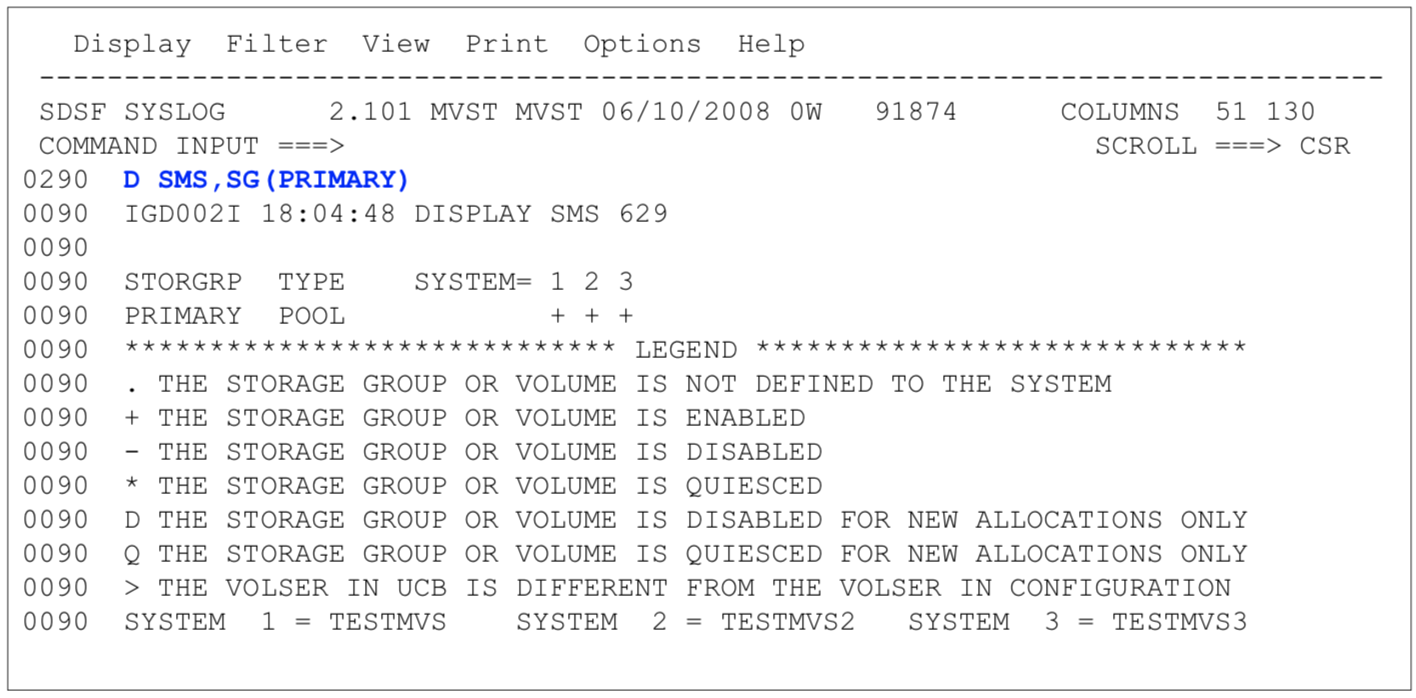 Display  Filter  View  Print  Options  Help
-------------------------------------------------------------------------------
SDSF SYSLOG      2.101 MVST MVST 06/10/2008 0W   91874      COLUMNS  51 130
COMMAND INPUT ===>                                            SCROLL ===> CSR
0290  D SMS,SG(PRIMARY)
0090  IGD002I 18:04:48 DISPLAY SMS 629
0090
0090  STORGRP  TYPE    SYSTEM= 1 2 3
0090  PRIMARY  POOL            + + +
0090  ***************************** LEGEND *****************************
0090  . THE STORAGE GROUP OR VOLUME IS NOT DEFINED TO THE SYSTEM
0090  + THE STORAGE GROUP OR VOLUME IS ENABLED
0090  - THE STORAGE GROUP OR VOLUME IS DISABLED
0090  * THE STORAGE GROUP OR VOLUME IS QUIESCED
0090  D THE STORAGE GROUP OR VOLUME IS DISABLED FOR NEW ALLOCATIONS ONLY
0090  Q THE STORAGE GROUP OR VOLUME IS QUIESCED FOR NEW ALLOCATIONS ONLY
0090  > THE VOLSER IN UCB IS DIFFERENT FROM THE VOLSER IN CONFIGURATION
0090  SYSTEM  1 = TESTMVS    SYSTEM  2 = TESTMVS2   SYSTEM  3 = TESTMVS3